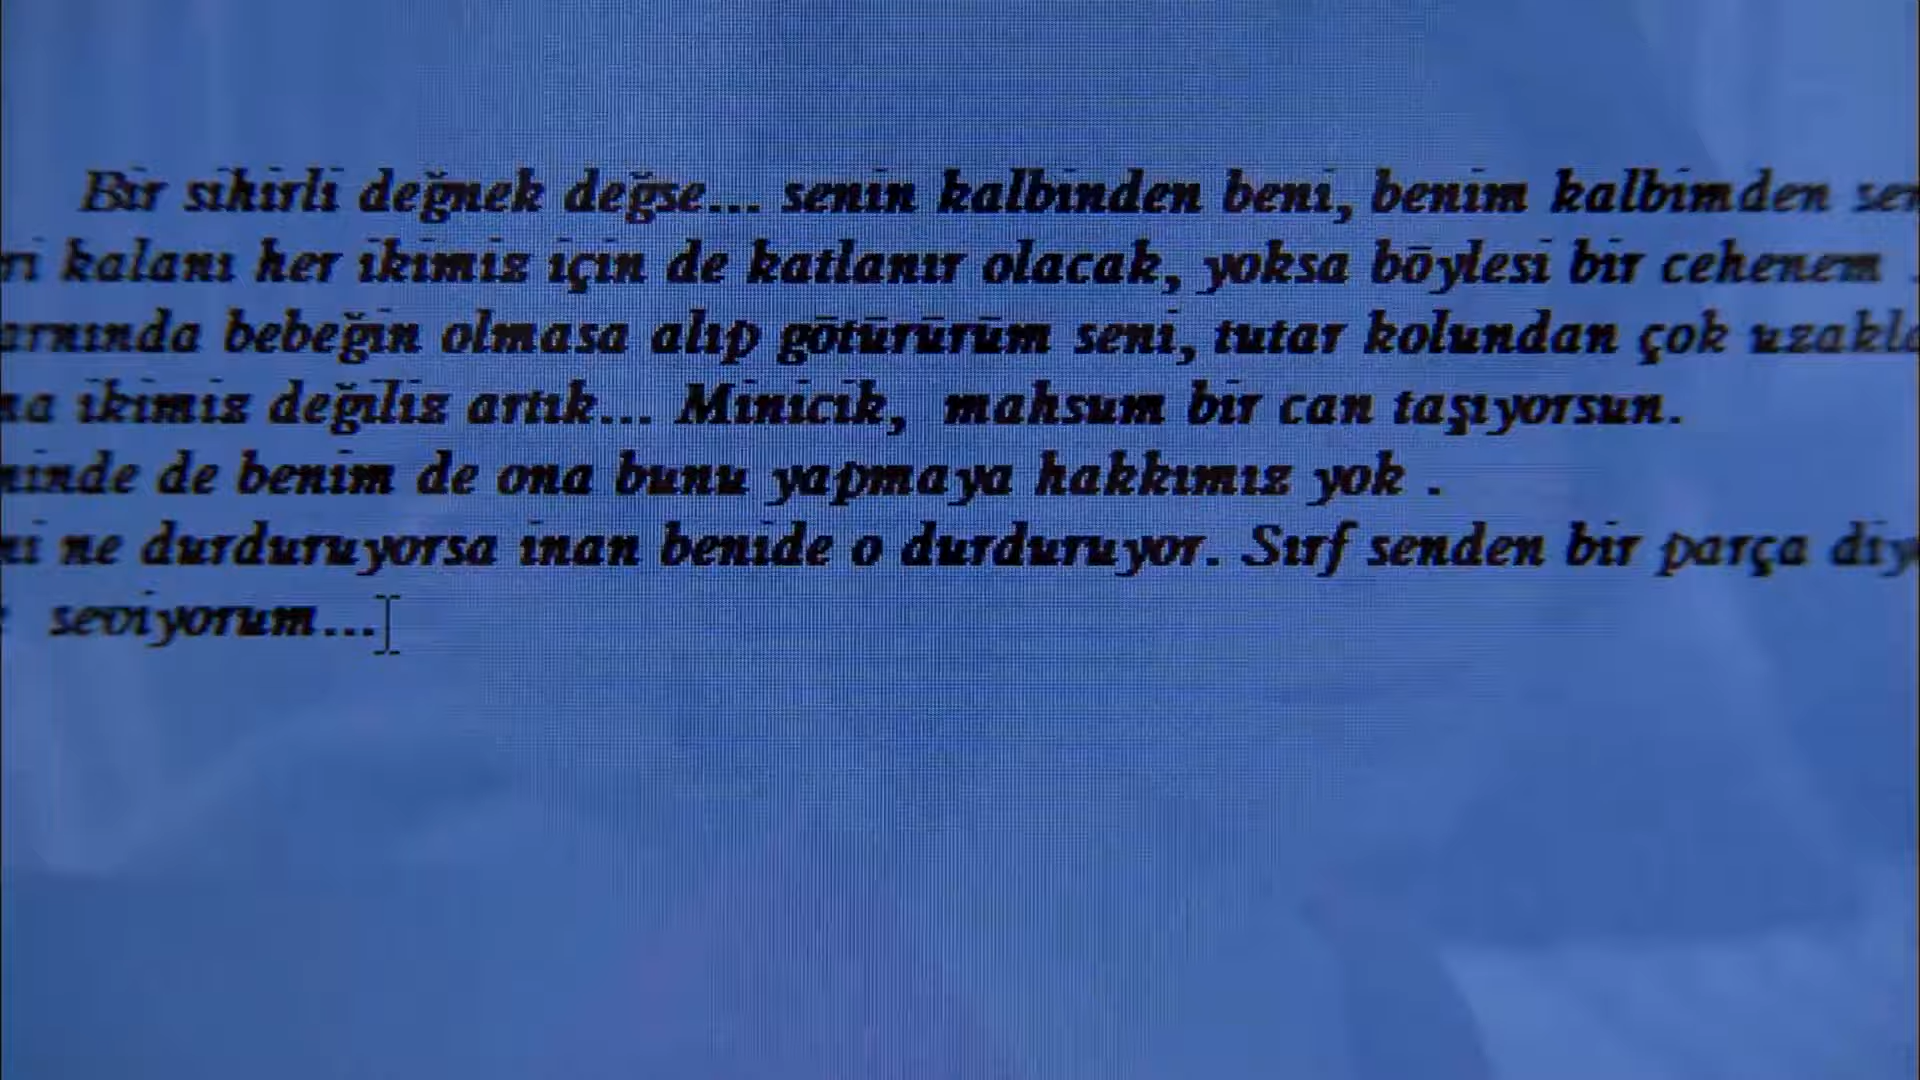 Bir sihirli değnek değse... senin kalbinden beni, benim kalbimden
kalanı her ikimiz için de katlanır olacak, yoksa böylesi bir cehenem
bebeğin olmasa alıp götürürüm seni, tutar kolundan çok
ikimiz değiliz artık... Minicik, mahsum bir can taşıyorsun.
de benim de ona bunu yapmaya hakkımız yok .
ne durduruyorsa inan benide o durduruyor. Sırf senden bir parça
seviyorum...